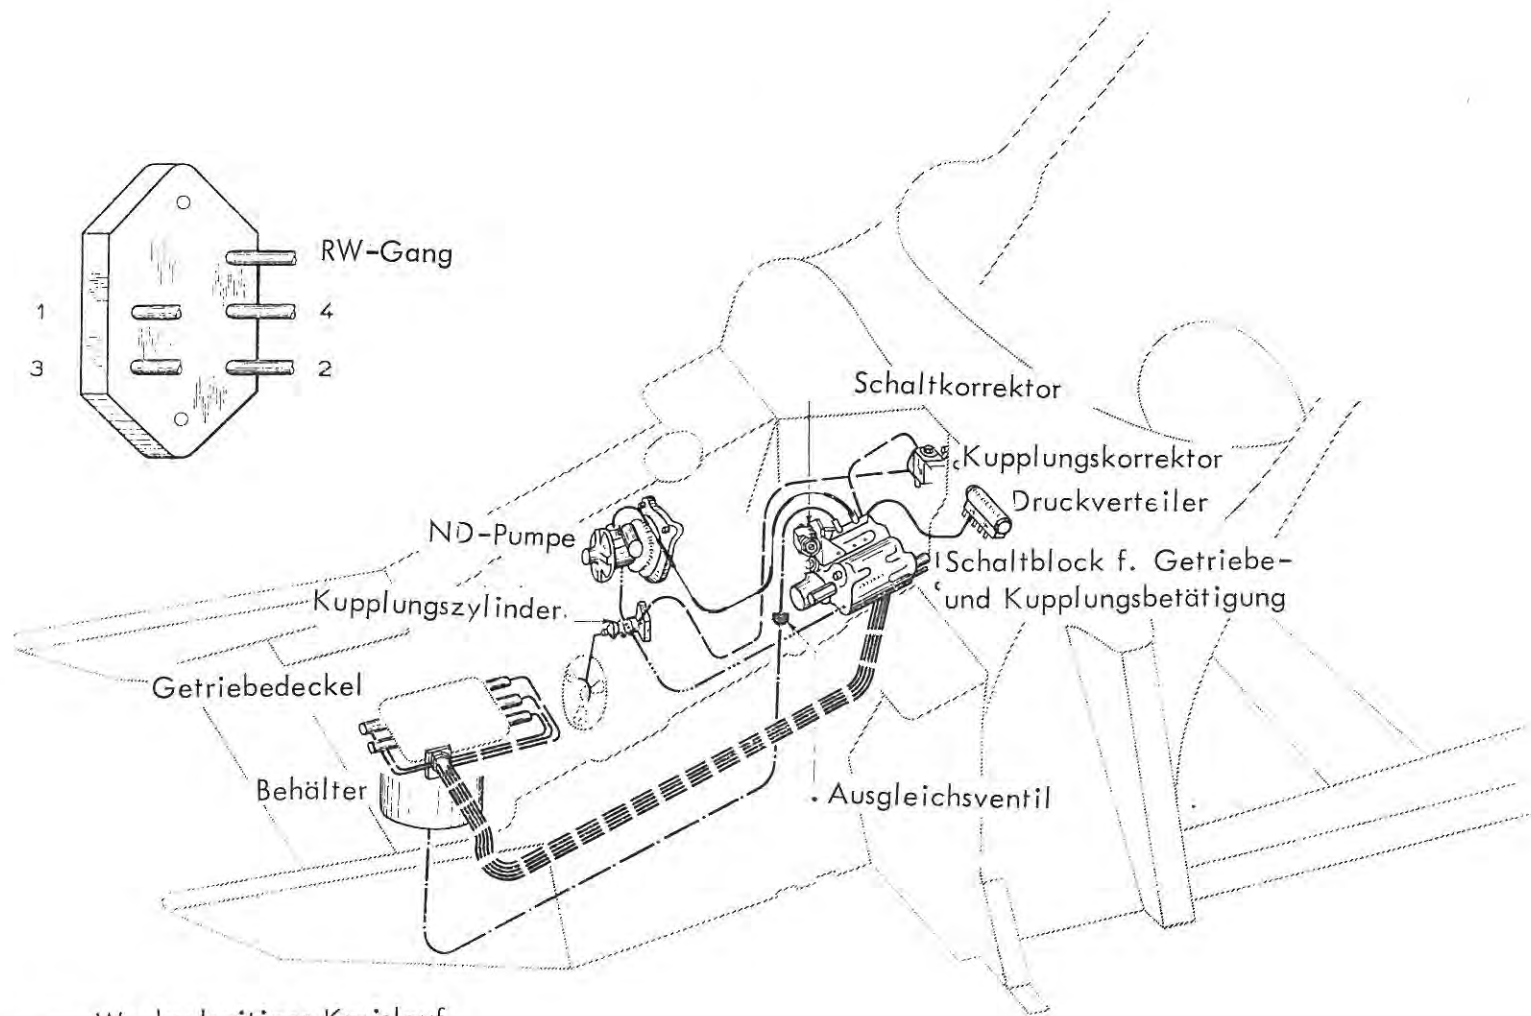 RW-Gang
1
4
3
2
Schaltkorrektor
Kupplungskorrektor
Druckverteiler
ND-Pumpe
Schaltblock f. Getriebe-
und Kupplungsbetätigung
Kupplungszylinder.
Getriebedeckel
Behälter
Ausgleichsventil